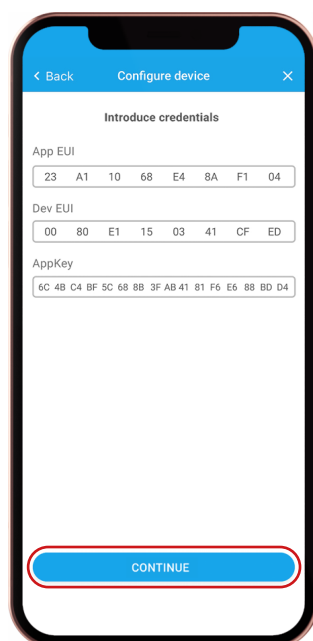 < Back Configure device ×
Introduce credentials
App EUI
23 A1 10 68 E4 8A F1 04
Dev EUI
00 80 E1 15 03 41 CF ED
AppKey
6C 4B C4 BF 5C 68 8B 3F AB 41 81 F6 E6 88 BD D4
CONTINUE